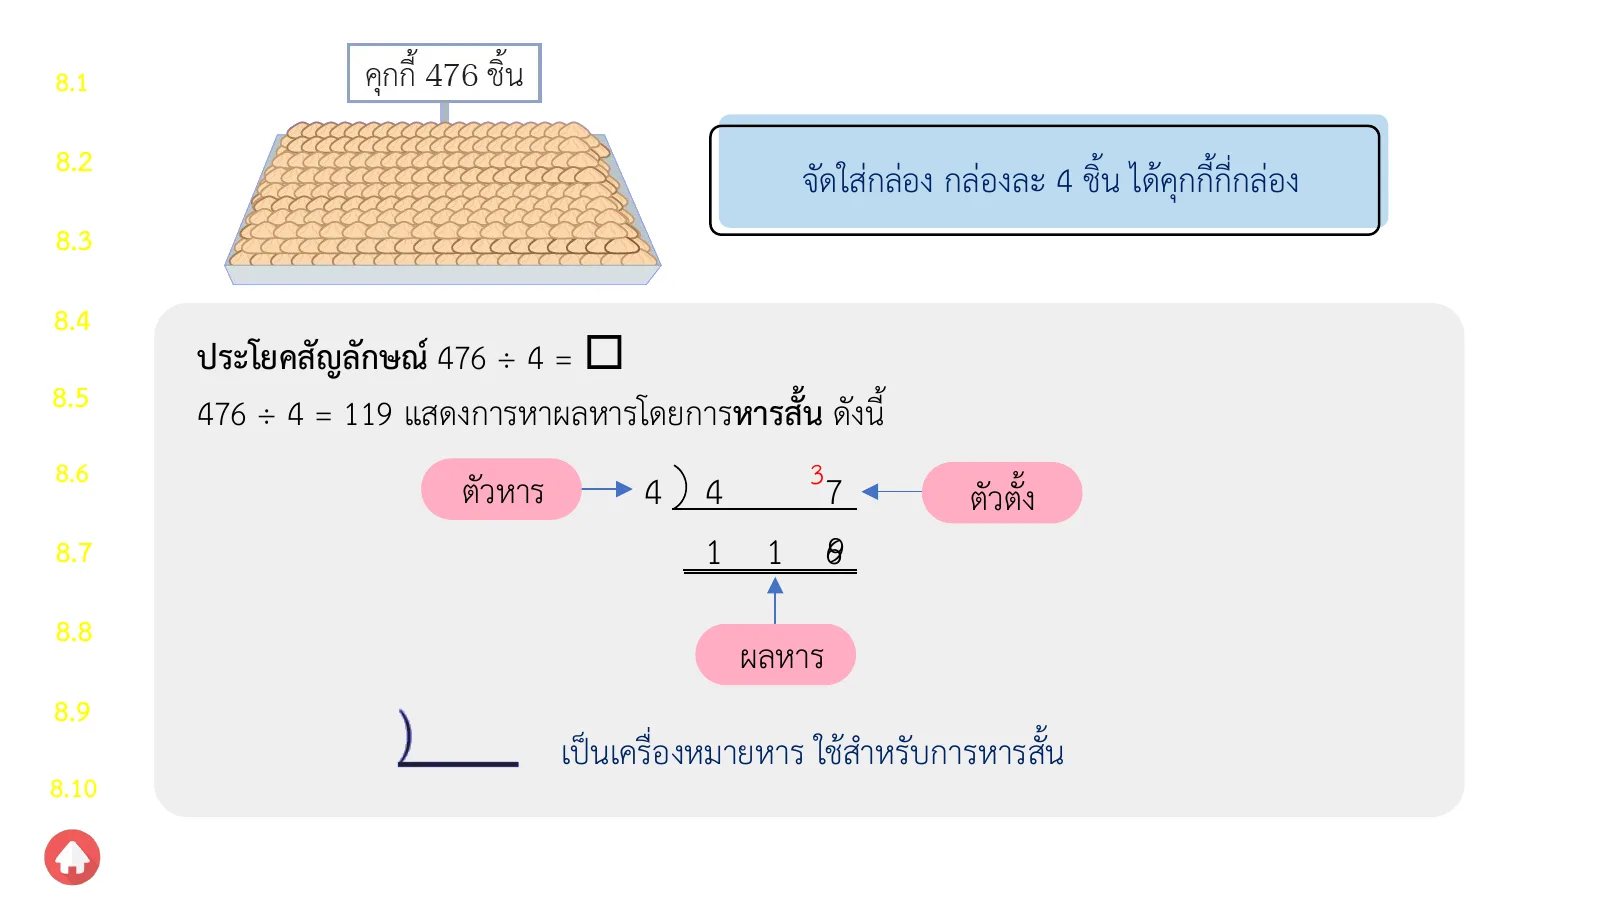 คุกกี้ 476 ชิ้น
8.1
8.2
8.3
8.4
8.5
8.6
8.7
8.8
8.9
8.10
จัดใส่กล่อง กล่องละ 4 ชิ้น ได้คุกกี้กี่กล่อง
ประโยคสัญลักษณ์ 476 ÷ 4 = □
476 ÷ 4 = 119 แสดงการหาผลหารโดยการหารสั้น ดังนี้
ตัวหาร
4 ) 4 3 7
ตัวตั้ง
1 1
ผลหาร
เป็นเครื่องหมายหาร ใช้สำหรับการหารสั้น